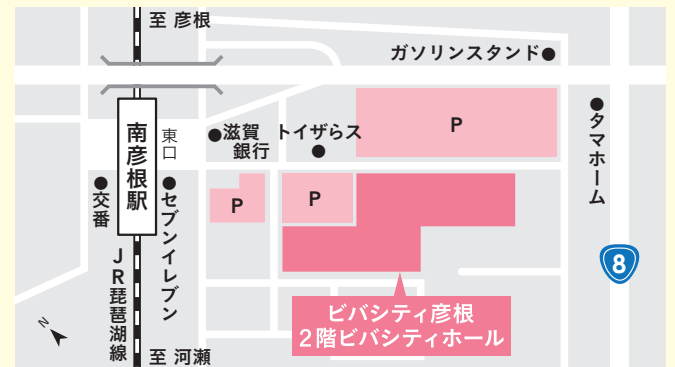 至 彦根
ガソリンスタンド
南彦根駅
東口
滋賀
銀行
トイザらス
P
タマホーム
交番
セブンイレブン
P
P
8
JR琵琶湖線
ビバシティ彦根
2階ビバシティホール
N
至 河瀬